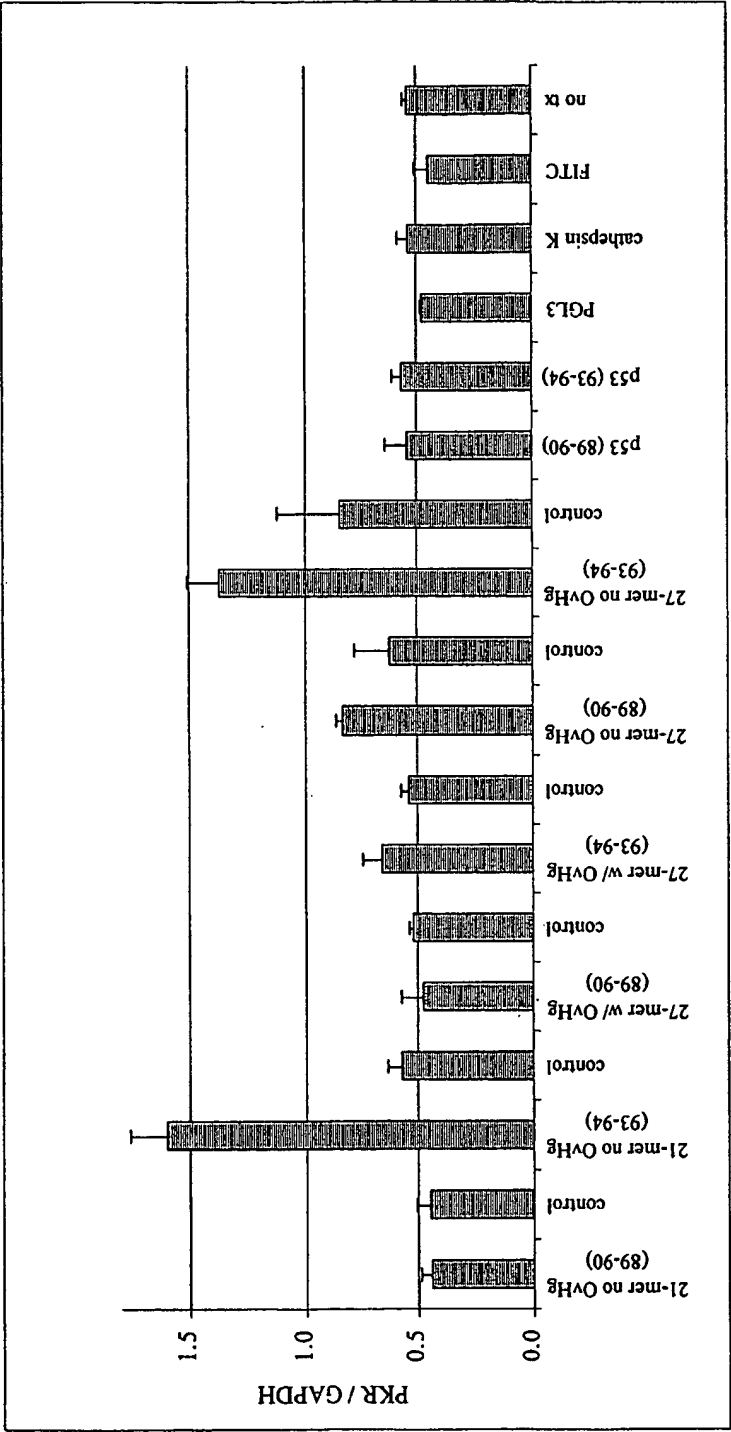 PKR / GAPDH
0.0
0.5
1.0
1.5
21-mer no OvHg
(89-90)
control
21-mer no OvHg
(93-94)
control
27-mer w/ OvHg
(89-90)
control
27-mer w/ OvHg
(93-94)
control
27-mer no OvHg
(89-90)
control
27-mer no OvHg
(93-94)
control
p53 (89-90)
p53 (93-94)
PGL3
cathepsin K
FITC
no tx